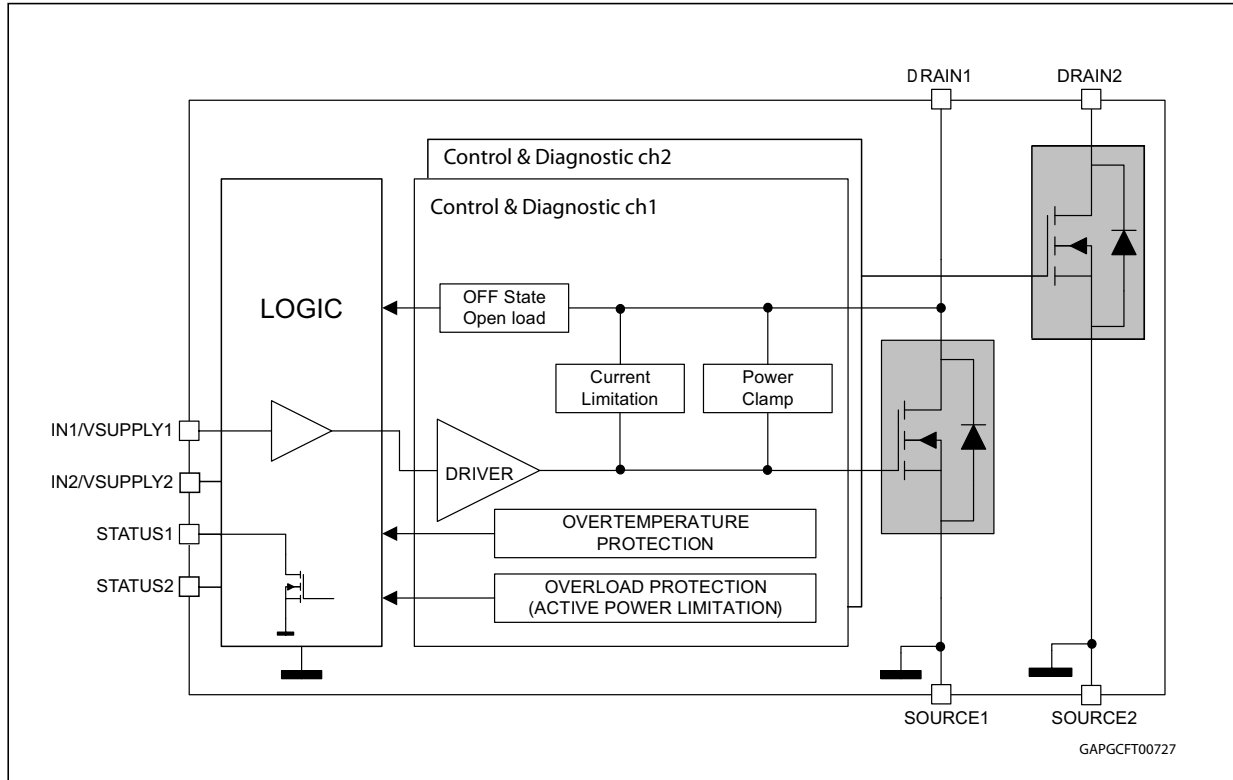 DRAIN1
DRAIN2
Control & Diagnostic ch2
Control & Diagnostic ch1
LOGIC
OFF State
Open load
Current
Limitation
Power
Clamp
IN1/VSUPPLY1
DRIVER
IN2/VSUPPLY2
STATUS1
OVERTEMPERATURE
PROTECTION
STATUS2
OVERLOAD PROTECTION
(ACTIVE POWER LIMITATION)
SOURCE1
SOURCE2
GAPGCFT00727